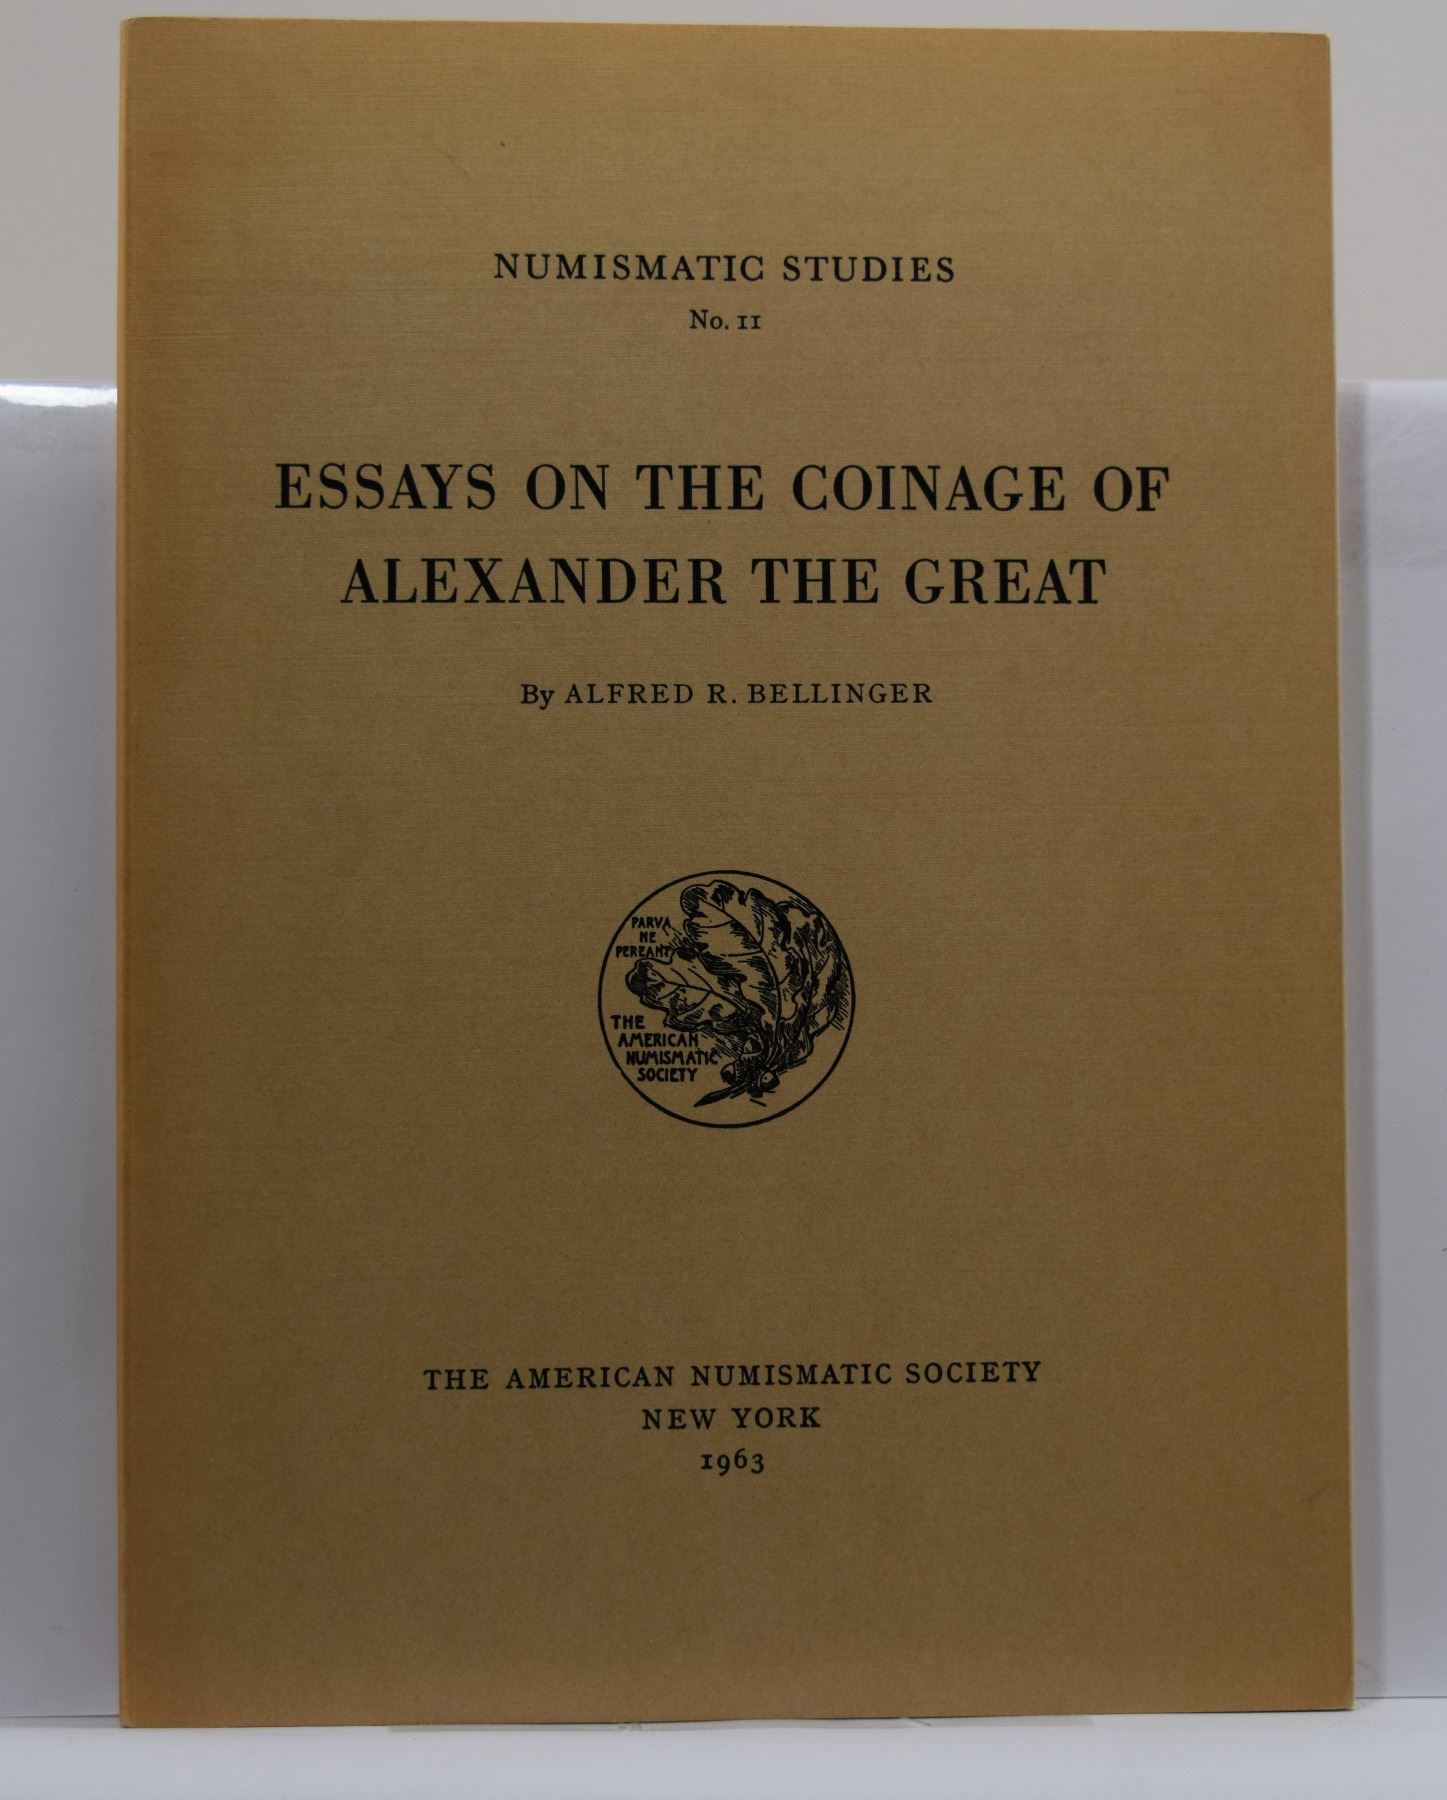 NUMISMATIC STUDIES
No. 11
ESSAYS ON THE COINAGE OF
ALEXANDER THE GREAT
By ALFRED R. BELLINGER
PARVA
NE
PEREANT
THE
AMERICAN
NUMISMATIC
SOCIETY
THE AMERICAN NUMISMATIC SOCIETY
NEW YORK
1963